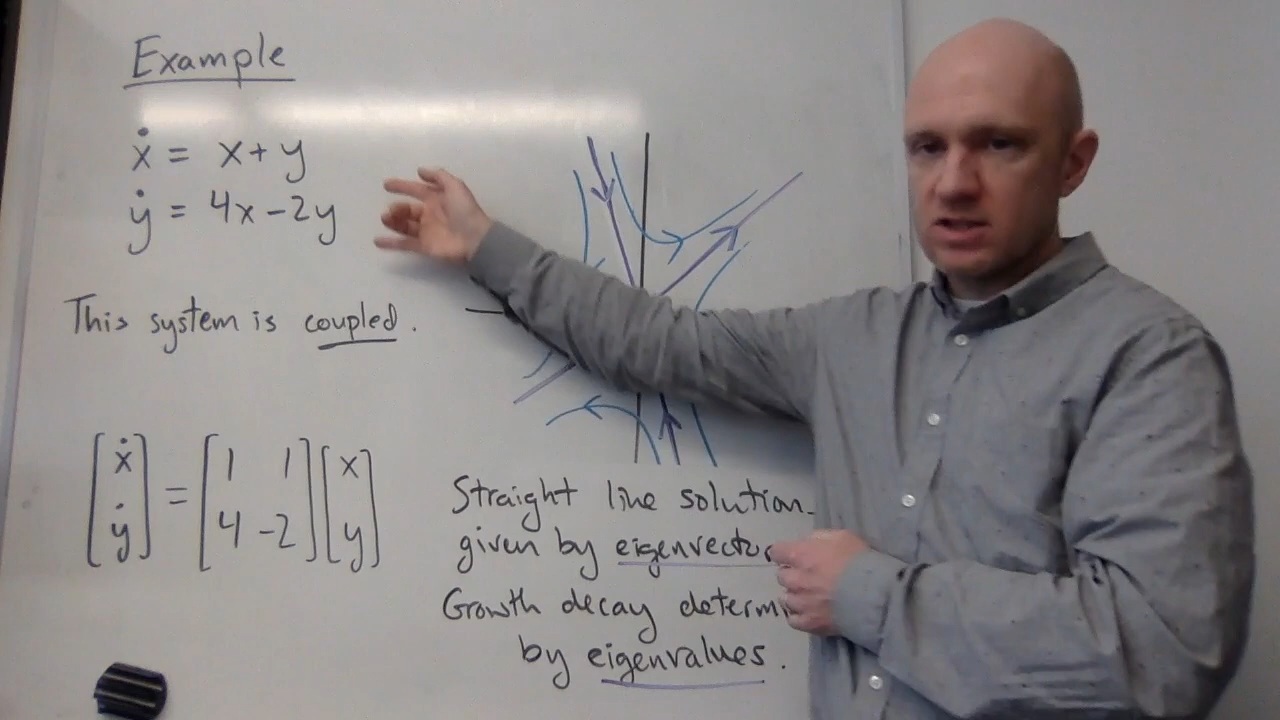 Example
ẋ = x + y
ẏ = 4x - 2y
This system is coupled.
[ẋ ẏ] = [1 1 4 -2] [x y]
Straight line solution
given by
Growth decay
by eigenvalues.